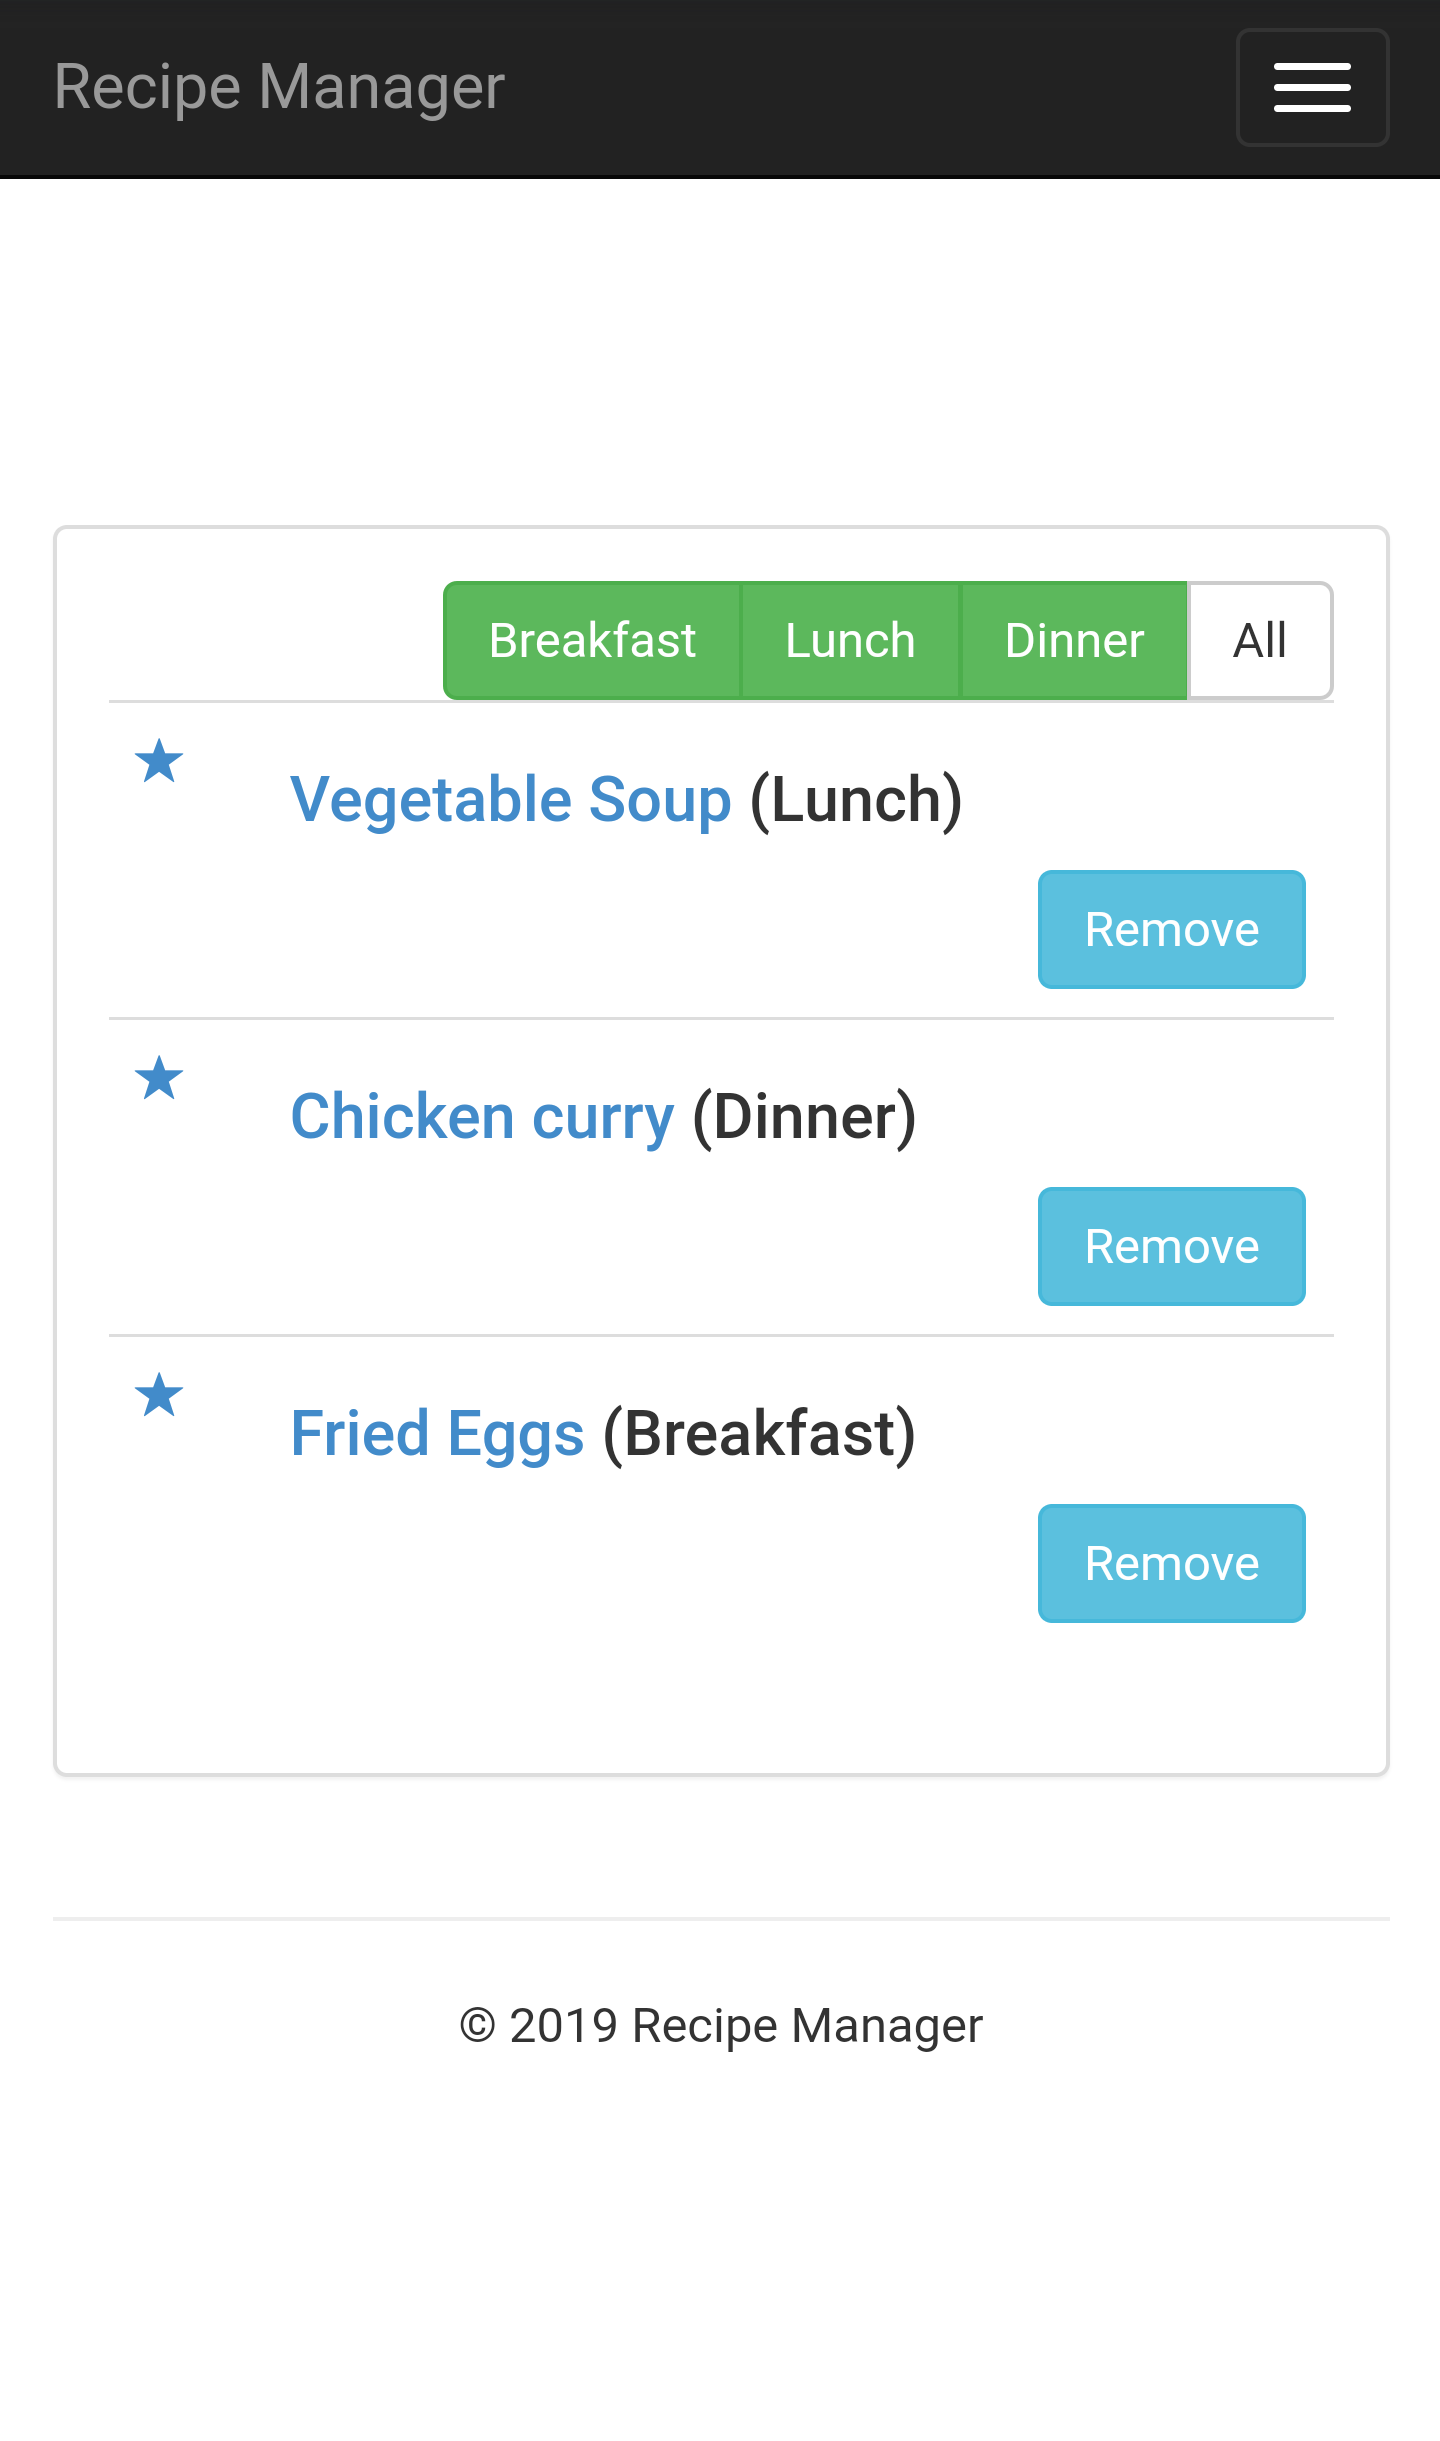 Recipe Manager
Breakfast Lunch Dinner All
Vegetable Soup (Lunch)
Remove
Chicken curry (Dinner)
Remove
Fried Eggs (Breakfast)
Remove
© 2019 Recipe Manager